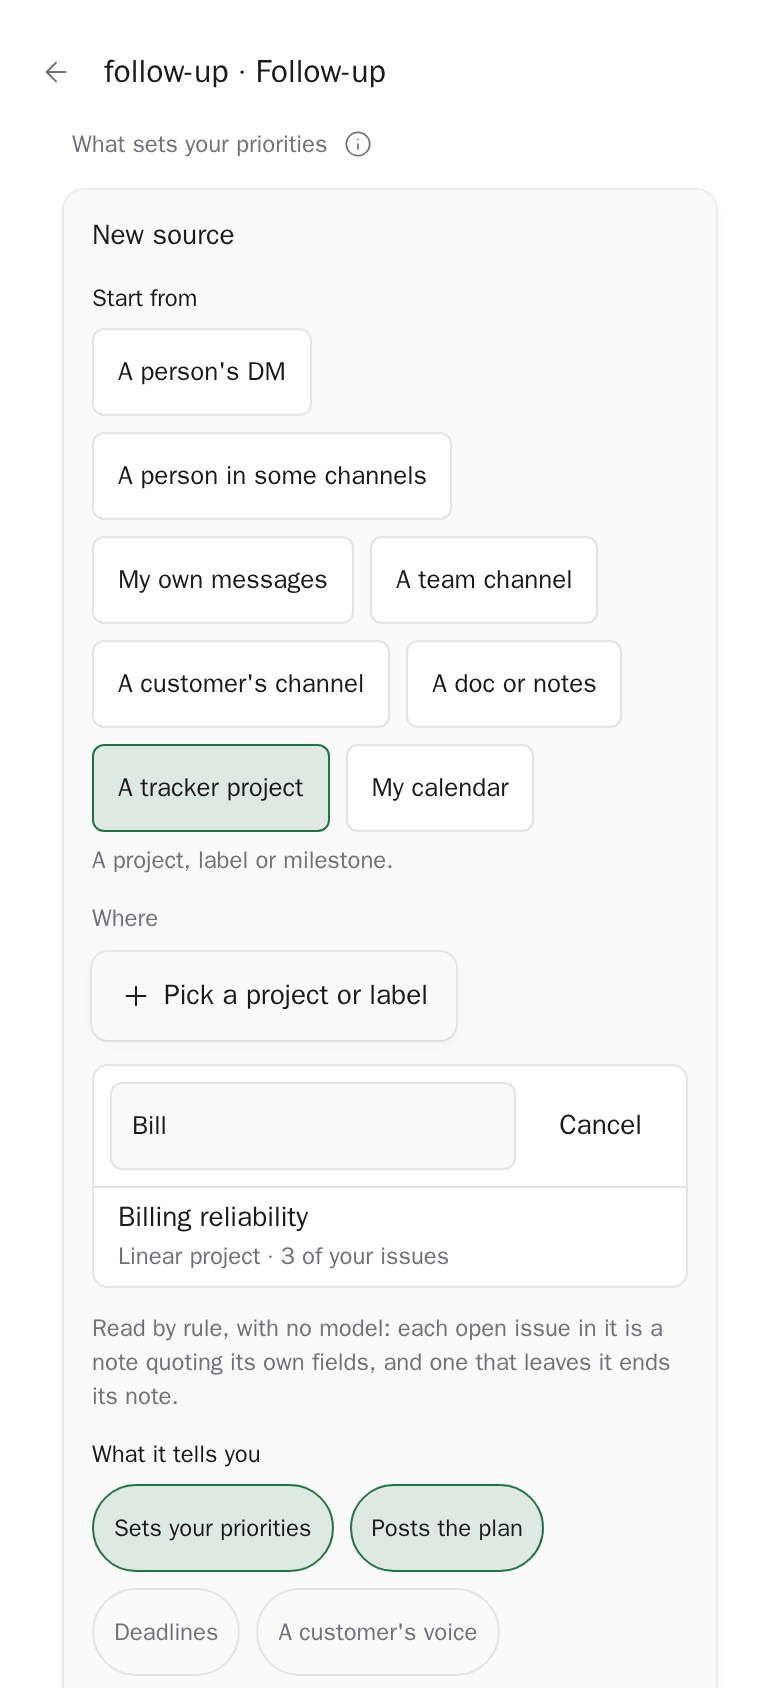 follow-up · Follow-up
What sets your priorities
New source
Start from
A person's DM
A person in some channels
My own messages
A team channel
A customer's channel
A doc or notes
A tracker project
My calendar
A project, label or milestone.
Where
Pick a project or label
Bill
Cancel
Billing reliability
Linear project · 3 of your issues
Read by rule, with no model: each open issue in it is a
note quoting its own fields, and one that leaves it ends
its note.
What it tells you
Sets your priorities
Posts the plan
Deadlines
A customer's voice